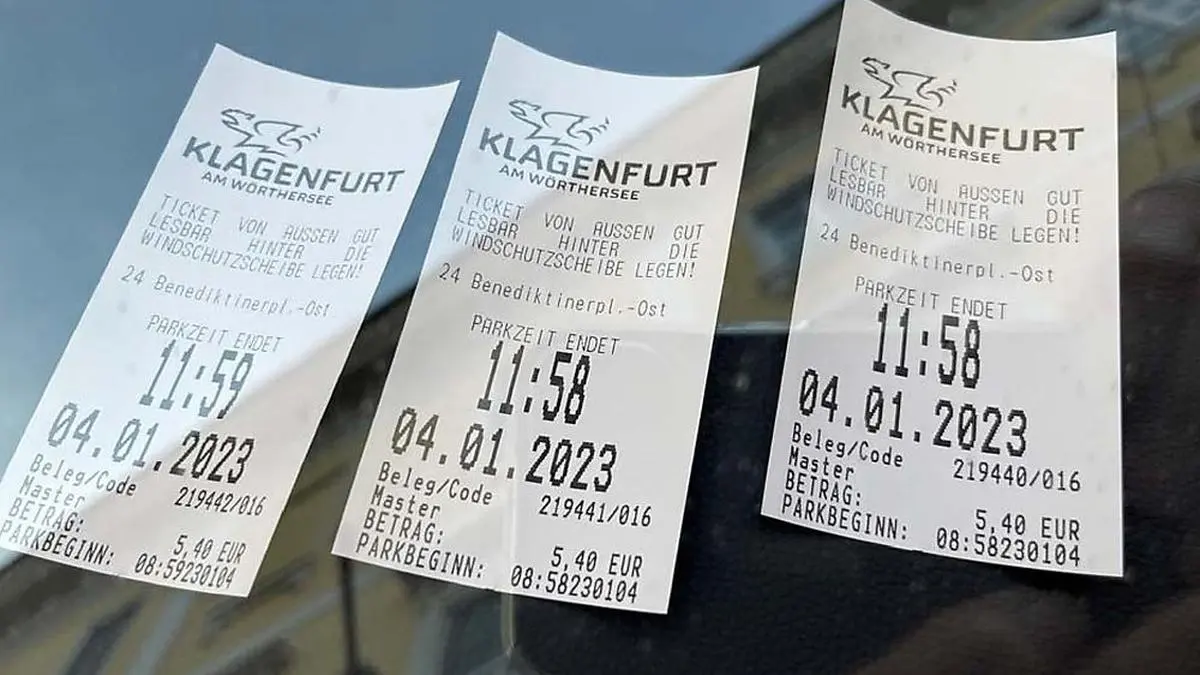 KLAGENFURT
AM WÖRTHERSEE
TICKET VON AUSSEN GUT
LESBAR HINTER DIE
WINDSCHUTZSCHEIBE LEGEN!
24 Benediktinerpl.-Ost
PARKZEIT ENDET
11:59
04.01.2023
Beleg/Code 219442/016
Master
BETRAG: 5,40 EUR
PARKBEGINN: 08:59230104
KLAGENFURT
AM WÖRTHERSEE
TICKET VON AUSSEN GUT
LESBAR HINTER DIE
WINDSCHUTZSCHEIBE LEGEN!
24 Benediktinerpl.-Ost
PARKZEIT ENDET
11:58
04.01.2023
Beleg/Code 219441/016
Master
BETRAG: 5,40 EUR
PARKBEGINN: 08:58230104
KLAGENFURT
AM WÖRTHERSEE
TICKET VON AUSSEN GUT
LESBAR HINTER DIE
WINDSCHUTZSCHEIBE LEGEN!
24 Benediktinerpl.-Ost
PARKZEIT ENDET
11:58
04.01.2023
Beleg/Code 219440/016
Master
BETRAG: 5,40 EUR
PARKBEGINN: 08:58230104